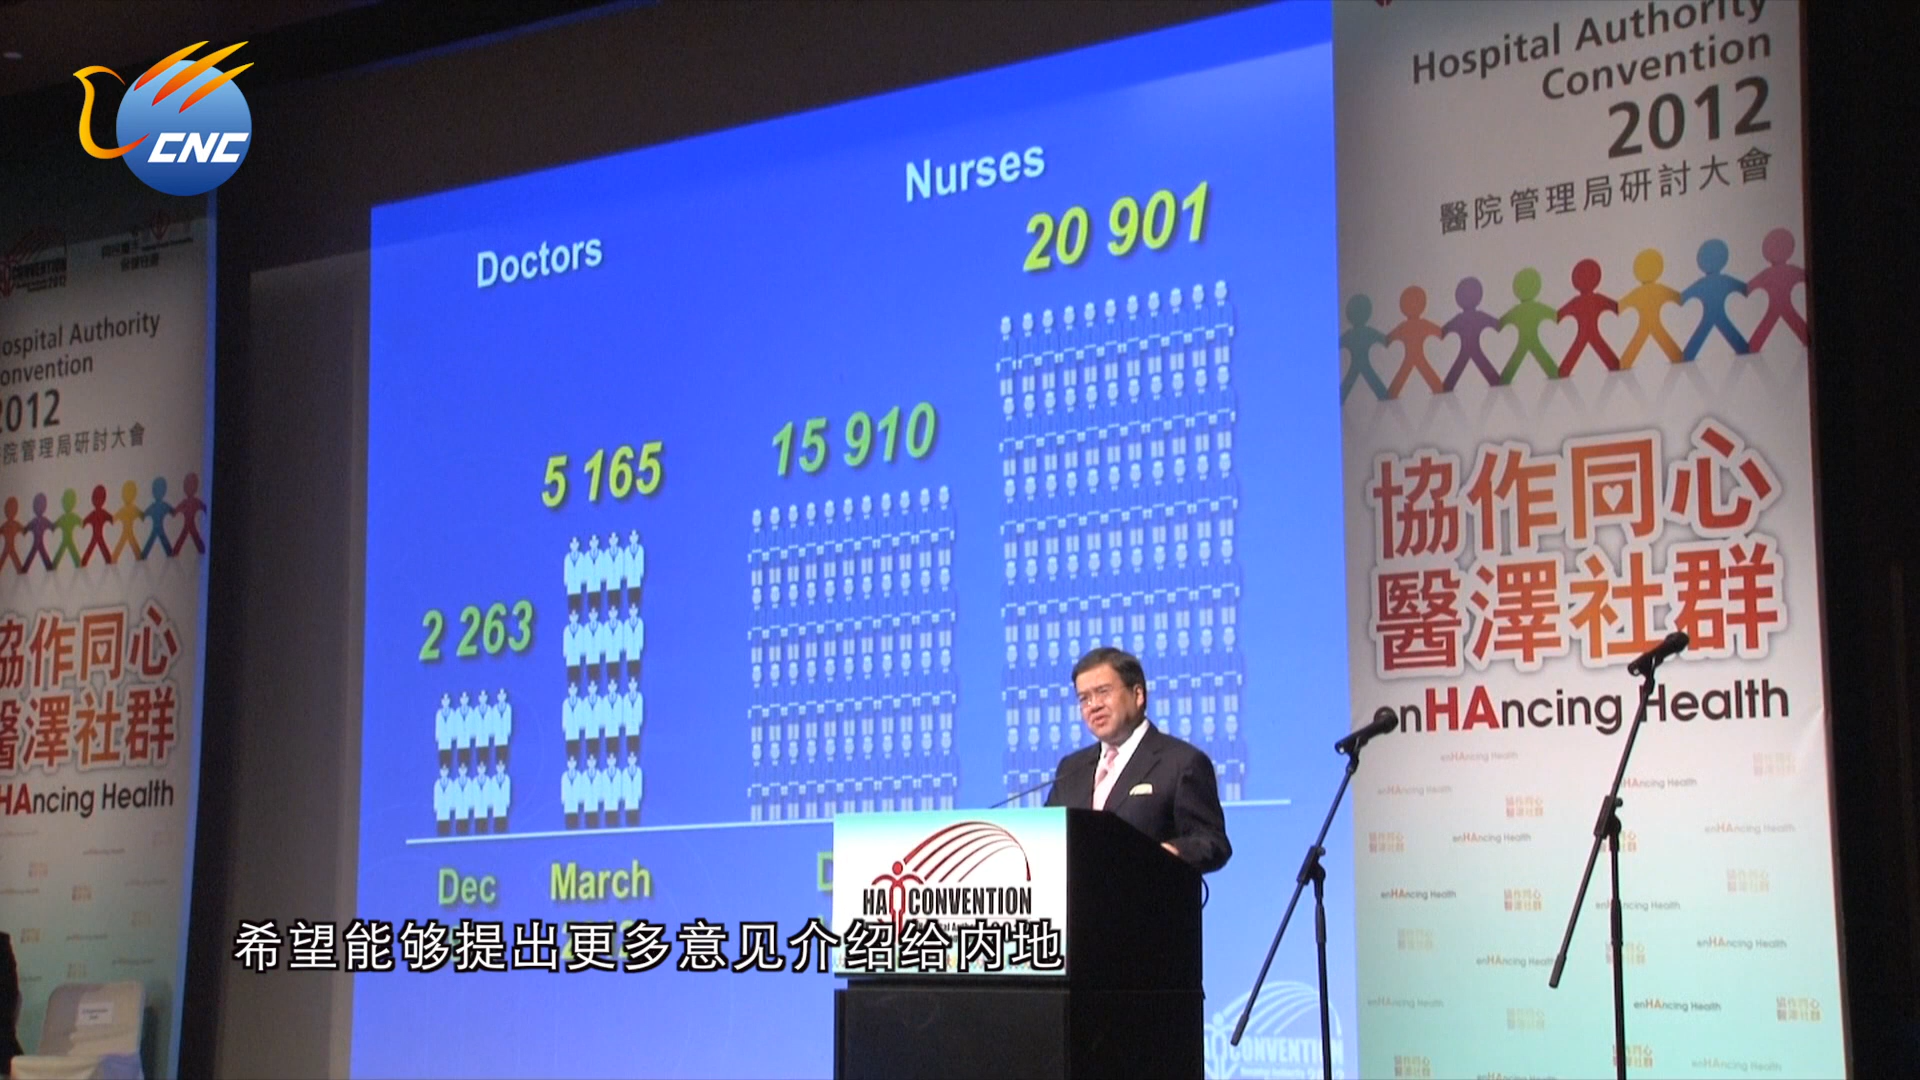 CNC
Nurses
20 901
Doctors
15 910
5 165
2 263
Dec
March
Hospital Authority
Convention
2012
醫院管理局研討大會
協作同心
醫澤社群
enHAncing Health
ospital Authority
onvention
2012
院管理局研討大會
協作同心
醫澤社群
HAncing Health
HA CONVENTION
希望能够提出更多意见介绍给内地
CONVENTION